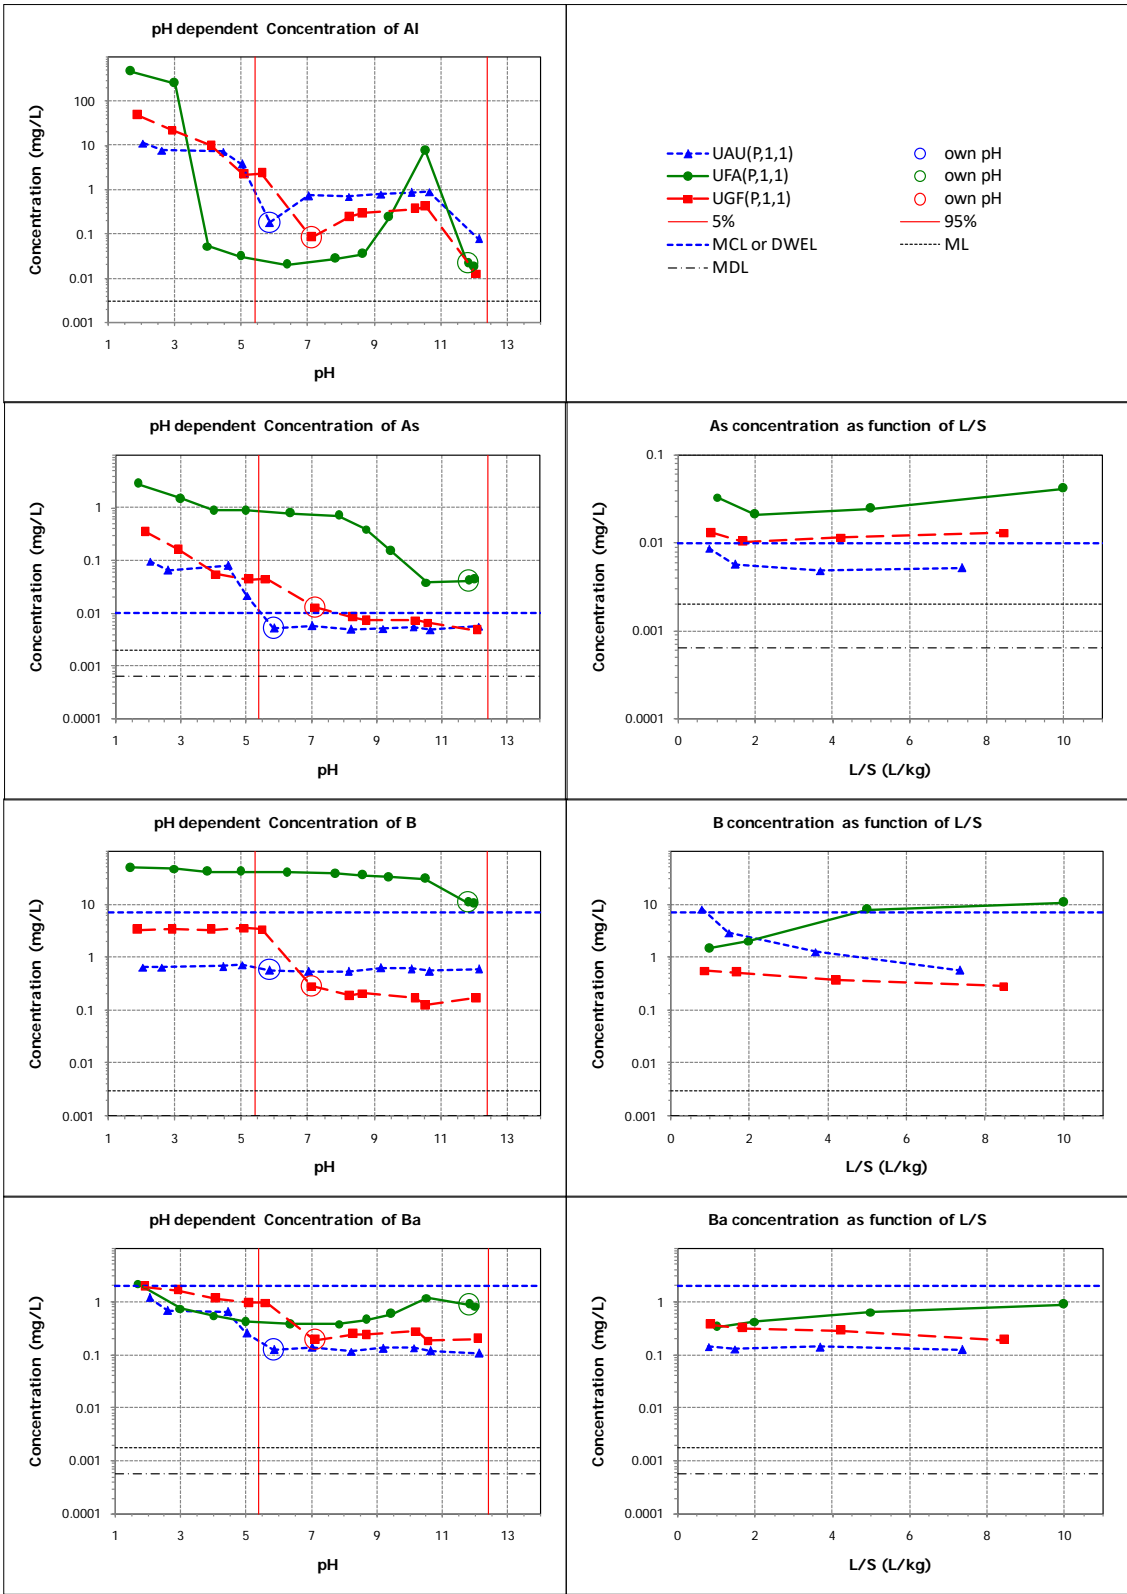 pH dependent Concentration of Al
Concentration (mg/L)
100
10
1
0.1
0.01
0.001
1 3 5 7 9 11 13
pH
UAU(P,1,1) own pH
UFA(P,1,1) own pH
UGF(P,1,1) own pH
5% 95%
MCL or DWEL ML
MDL
pH dependent Concentration of As
Concentration (mg/L)
1
0.1
0.01
0.001
0.0001
1 3 5 7 9 11 13
pH
As concentration as function of L/S
Concentration (mg/L)
0.1
0.01
0.001
0.0001
0 2 4 6 8 10
L/S (L/kg)
pH dependent Concentration of B
Concentration (mg/L)
10
1
0.1
0.01
0.001
1 3 5 7 9 11 13
pH
B concentration as function of L/S
Concentration (mg/L)
10
1
0.1
0.01
0.001
0 2 4 6 8 10
L/S (L/kg)
pH dependent Concentration of Ba
Concentration (mg/L)
1
0.1
0.01
0.001
0.0001
1 3 5 7 9 11 13
pH
Ba concentration as function of L/S
Concentration (mg/L)
1
0.1
0.01
0.001
0.0001
0 2 4 6 8 10
L/S (L/kg)